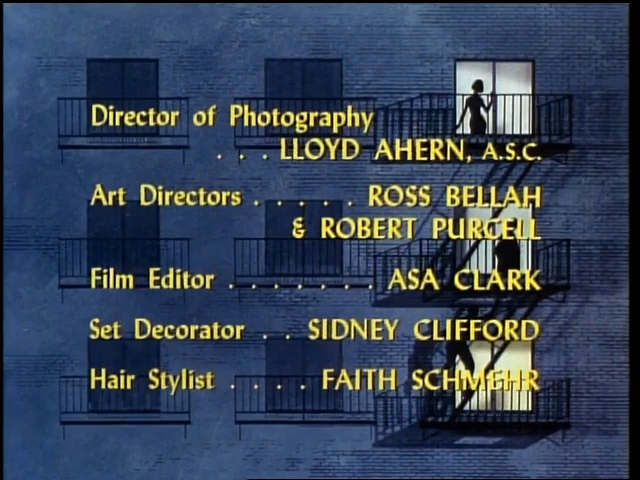 Director of Photography
. . . LLOYD AHERN, A.S.C.
Art Directors . . . . . ROSS BELLAH
& ROBERT PURCELL
Film Editor . . . . . . . ASA CLARK
Set Decorator . . SIDNEY CLIFFORD
Hair Stylist . . . . FAITH SCHMEHR